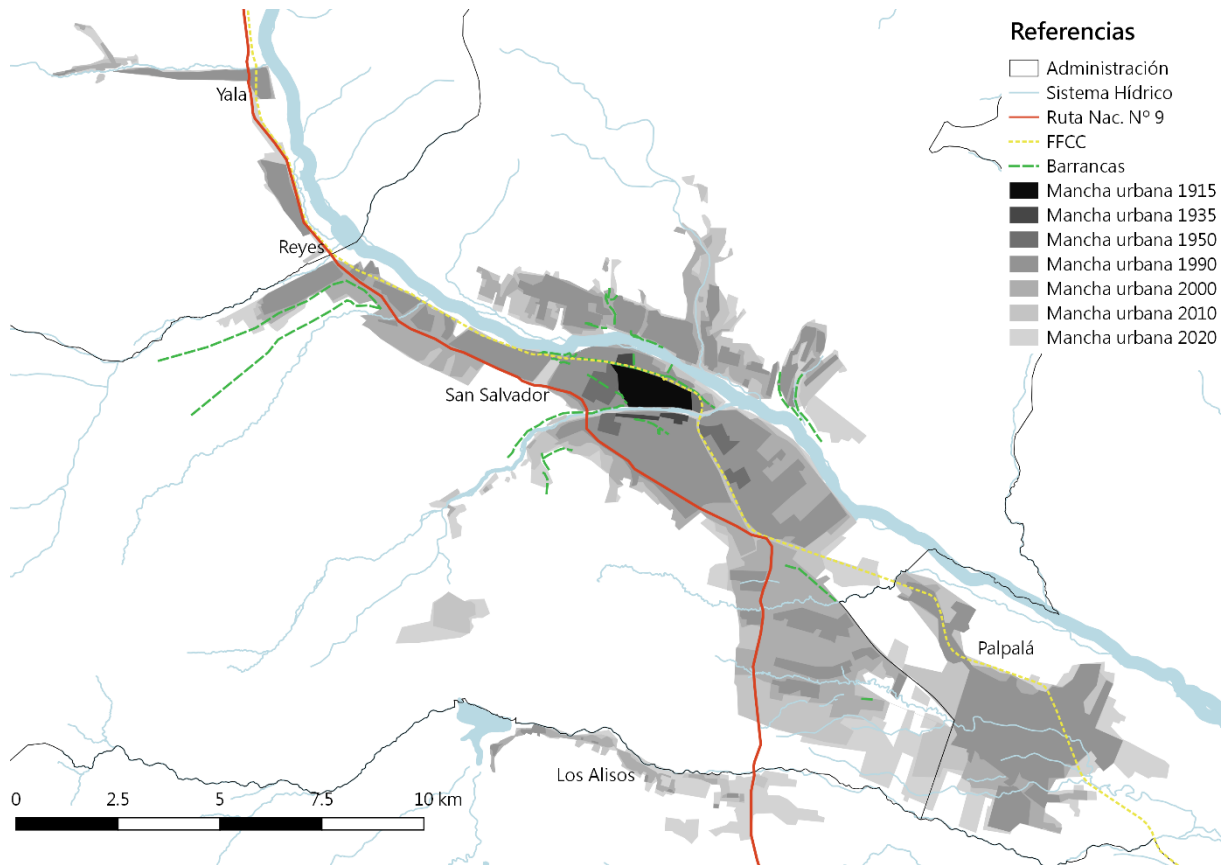 Referencias
Administración
Sistema Hídrico
Ruta Nac. Nº 9
FFCC
Barrancas
Mancha urbana 1915
Mancha urbana 1935
Mancha urbana 1950
Mancha urbana 1990
Mancha urbana 2000
Mancha urbana 2010
Mancha urbana 2020
Yala
Reyes
San Salvador
Palpalá
Los Alisos
0 2.5 5 7.5 10 km